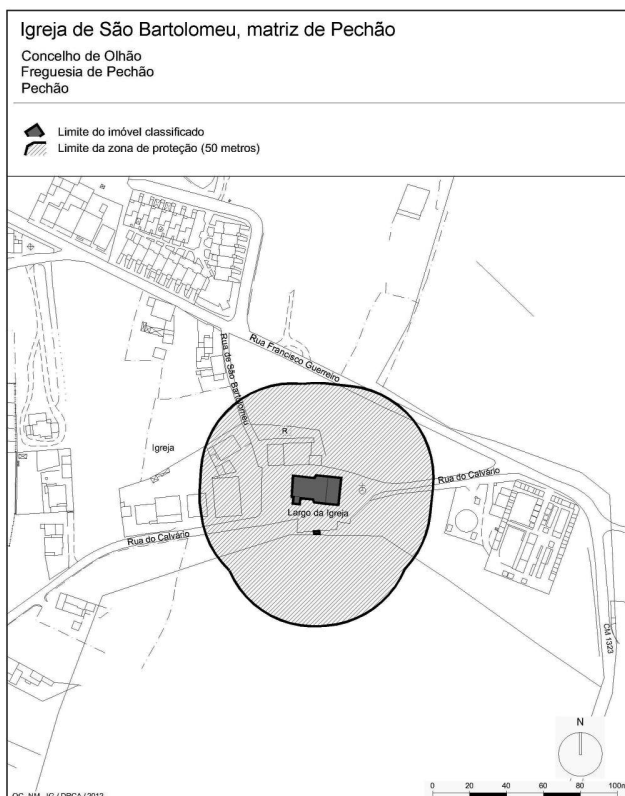 Igreja de São Bartolomeu, matriz de Pechão
Concelho de Olhão
Freguesia de Pechão
Pechão
Limite do imóvel classificado
Limite da zona de proteção (50 metros)
Rua Francisco Guerreiro
Rua de São Bartolomeu
R
Igreja
Rua do Calvário
Largo da Igreja
Rua do Calvário
CM 1323
N
0 20 40 60 80 100m